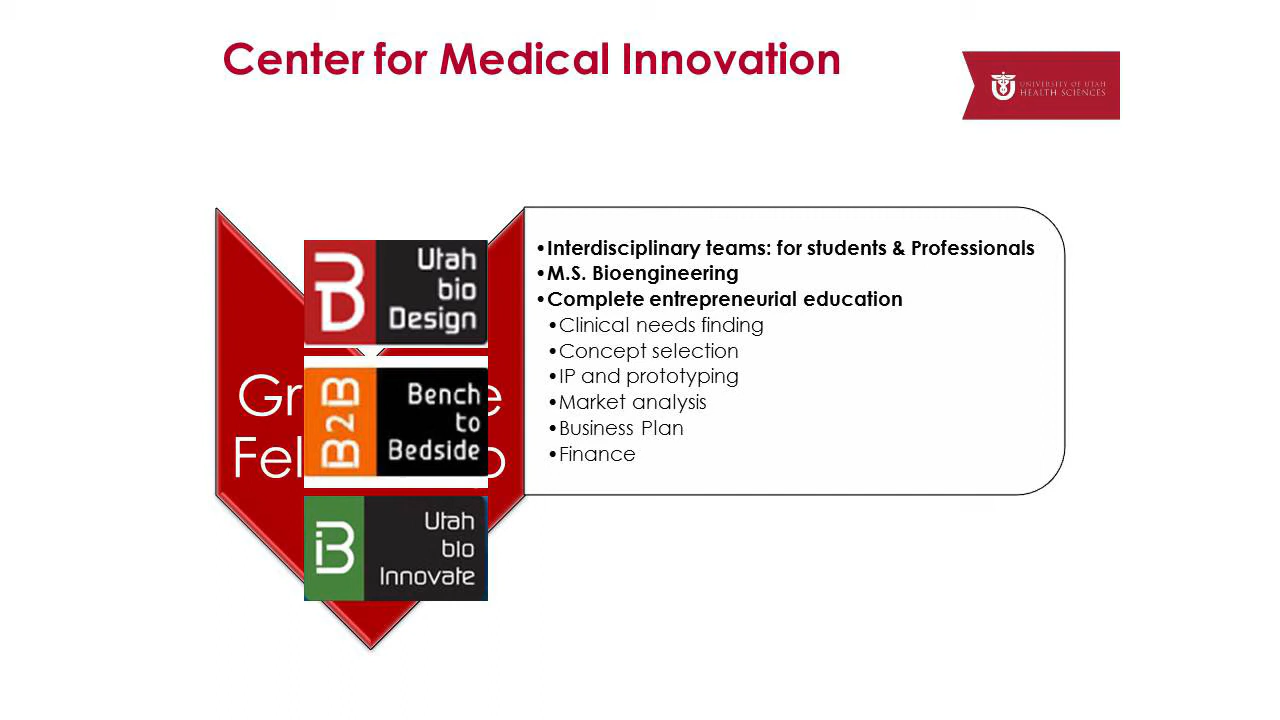 Center for Medical Innovation
UNIVERSITY OF UTAH
HEALTH SCIENCES
Utah
bio
Design
B2B
Bench
to
Bedside
Utah
bio
Innovate
•Interdisciplinary teams: for students & Professionals
•M.S. Bioengineering
•Complete entrepreneurial education
•Clinical needs finding
•Concept selection
•IP and prototyping
•Market analysis
•Business Plan
•Finance